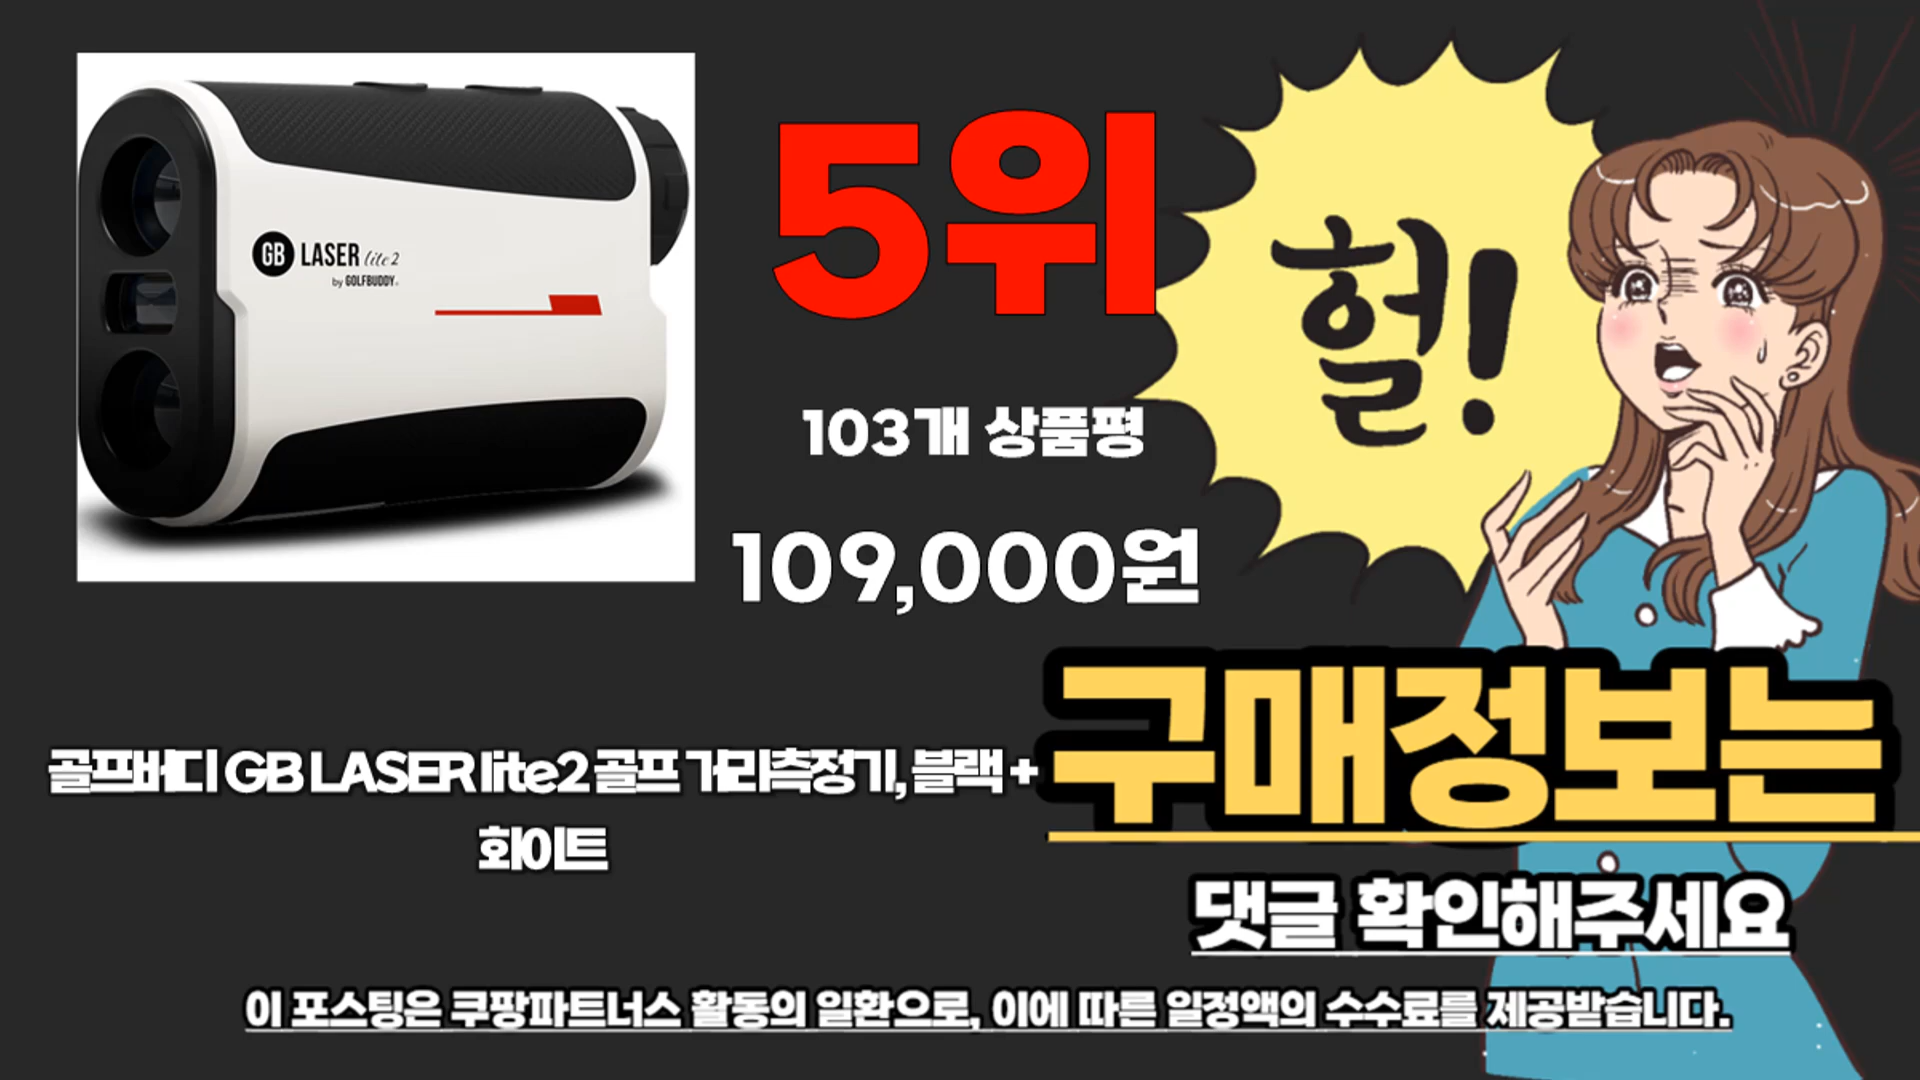 GB LASER lite2
by GOLFBUDDY
5위
103개 상품평
109,000원
헐!
골프버디 GB LASER lite2 골프 거리측정기, 블랙 +
화이트
구매정보는
댓글 확인해주세요
이 포스팅은 쿠팡파트너스 활동의 일환으로, 이에 따른 일정액의 수수료를 제공받습니다.